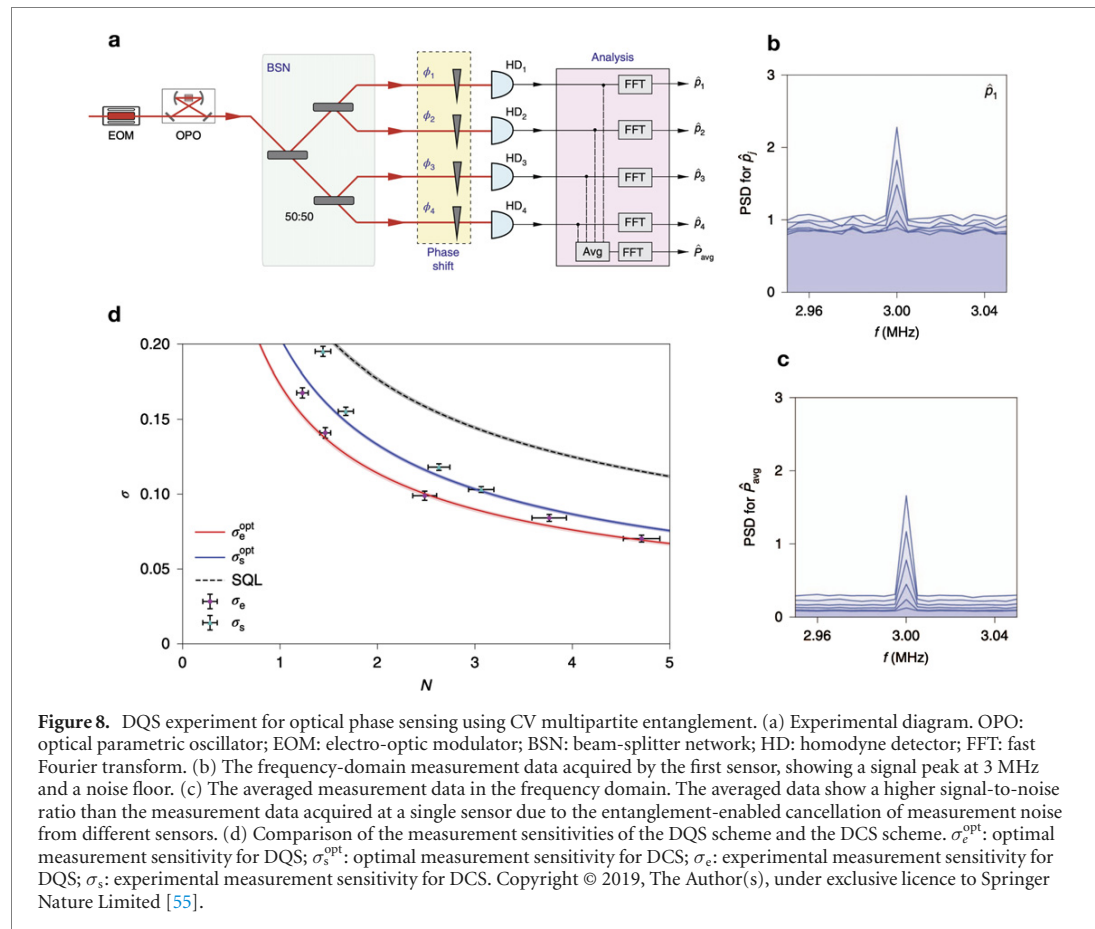 a
BSN
EOM
OPO
50:50
ϕ1
ϕ2
ϕ3
ϕ4
Phase
shift
HD1
HD2
HD3
HD4
Analysis
FFT
FFT
FFT
FFT
Avg
FFT
p̂1
p̂2
p̂3
p̂4
P̂avg
b
3
2
1
0
PSD for p̂j
p̂1
2.96
3.00
3.04
f (MHz)
d
0.20
0.15
0.10
0.05
0
σ
σe^opt
σs^opt
SQL
σe
σs
0
1
2
3
4
5
N
c
3
2
1
0
PSD for P̂avg
2.96
3.00
3.04
f (MHz)
Figure 8. DQS experiment for optical phase sensing using CV multipartite entanglement. (a) Experimental diagram. OPO:
optical parametric oscillator; EOM: electro-optic modulator; BSN: beam-splitter network; HD: homodyne detector; FFT: fast
Fourier transform. (b) The frequency-domain measurement data acquired by the first sensor, showing a signal peak at 3 MHz
and a noise floor. (c) The averaged measurement data in the frequency domain. The averaged data show a higher signal-to-noise
ratio than the measurement data acquired at a single sensor due to the entanglement-enabled cancellation of measurement noise
from different sensors. (d) Comparison of the measurement sensitivities of the DQS scheme and the DCS scheme. σe^opt: optimal
measurement sensitivity for DQS; σs^opt: optimal measurement sensitivity for DCS; σe: experimental measurement sensitivity for
DQS; σs: experimental measurement sensitivity for DCS. Copyright © 2019, The Author(s), under exclusive licence to Springer
Nature Limited [55].